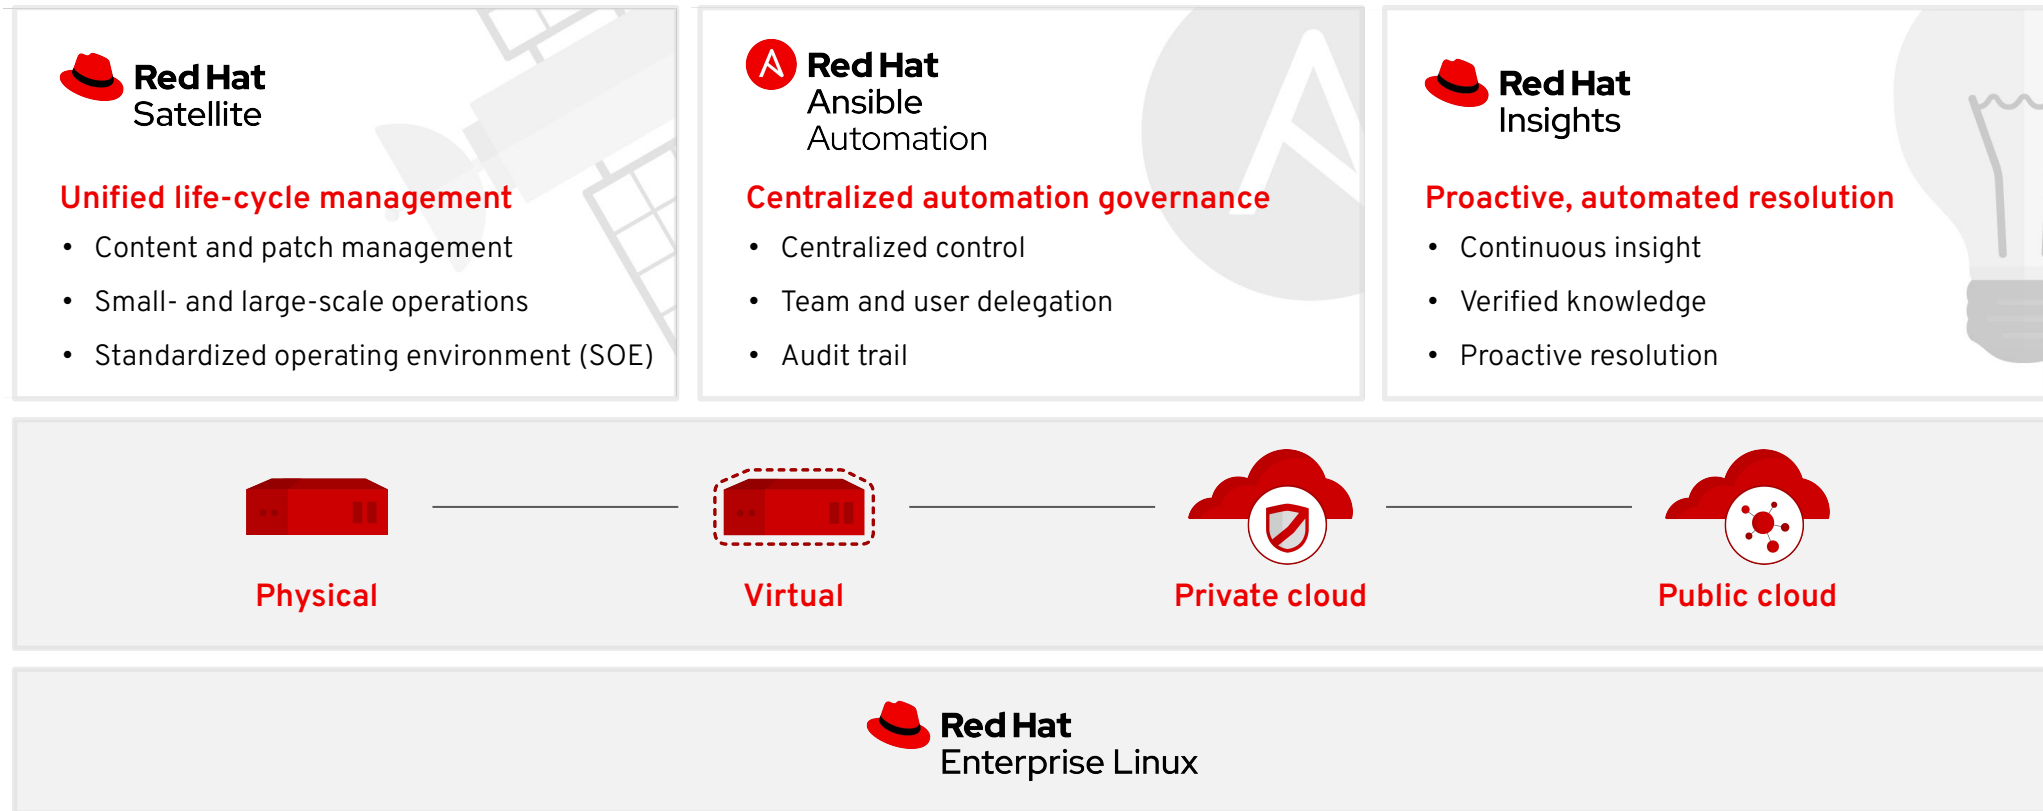 Red Hat
Satellite
Unified life-cycle management
• Content and patch management
• Small- and large-scale operations
• Standardized operating environment (SOE)
Red Hat
Ansible
Automation
Centralized automation governance
• Centralized control
• Team and user delegation
• Audit trail
Red Hat
Insights
Proactive, automated resolution
• Continuous insight
• Verified knowledge
• Proactive resolution
Physical
Virtual
Private cloud
Public cloud
Red Hat
Enterprise Linux